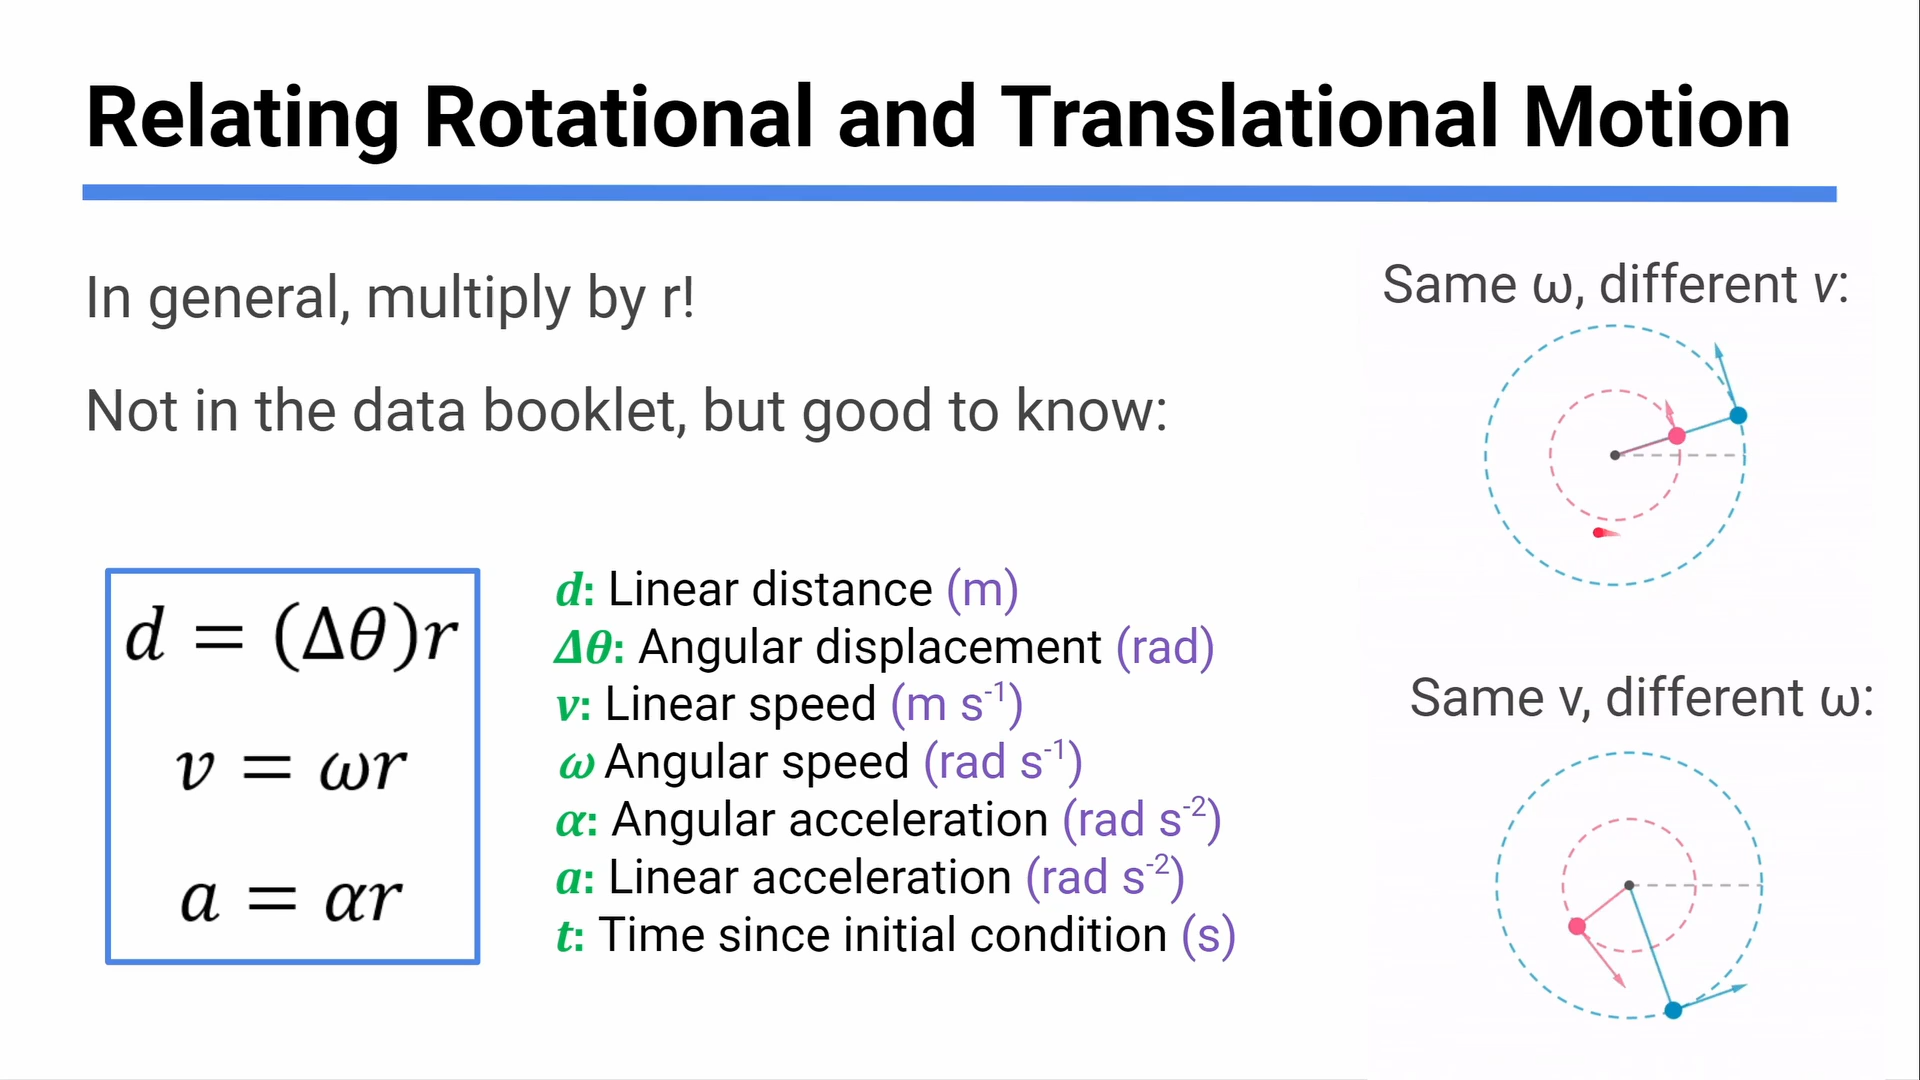 Relating Rotational and Translational Motion
In general, multiply by r!
Not in the data booklet, but good to know:
d = (Δθ)r
v = ωr
a = αr
d: Linear distance (m)
Δθ: Angular displacement (rad)
v: Linear speed (m s⁻¹)
ω Angular speed (rad s⁻¹)
α: Angular acceleration (rad s⁻²)
a: Linear acceleration (rad s⁻²)
t: Time since initial condition (s)
Same ω, different v:
Same v, different ω: